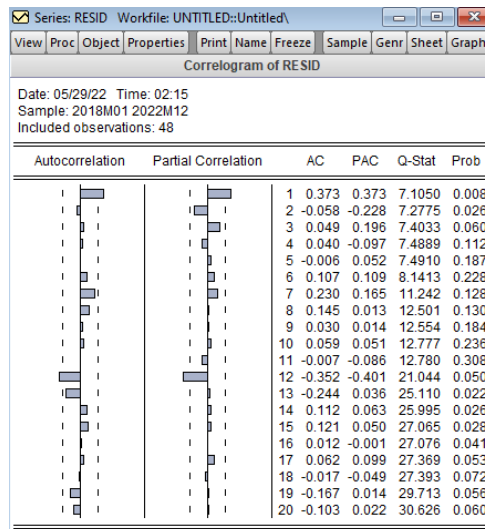 Series: RESID Workfile: UNTITLED::Untitled\
View Proc Object Properties Print Name Freeze Sample Genr Sheet Graph
Correlogram of RESID
Date: 05/29/22 Time: 02:15
Sample: 2018M01 2022M12
Included observations: 48
Autocorrelation Partial Correlation AC PAC Q-Stat Prob
1 0.373 0.373 7.1050 0.008
2 -0.058 -0.228 7.2775 0.026
3 0.049 0.196 7.4033 0.060
4 0.040 -0.097 7.4889 0.112
5 -0.006 0.052 7.4910 0.187
6 0.107 0.109 8.1413 0.228
7 0.230 0.165 11.242 0.128
8 0.145 0.013 12.501 0.130
9 0.030 0.014 12.554 0.184
10 0.059 0.051 12.777 0.236
11 -0.007 -0.086 12.780 0.308
12 -0.352 -0.401 21.044 0.050
13 -0.244 0.036 25.110 0.022
14 0.112 0.063 25.995 0.026
15 0.121 0.050 27.065 0.028
16 0.012 -0.001 27.076 0.041
17 0.062 0.099 27.369 0.053
18 -0.017 -0.049 27.393 0.072
19 -0.167 0.014 29.713 0.056
20 -0.103 0.022 30.626 0.060